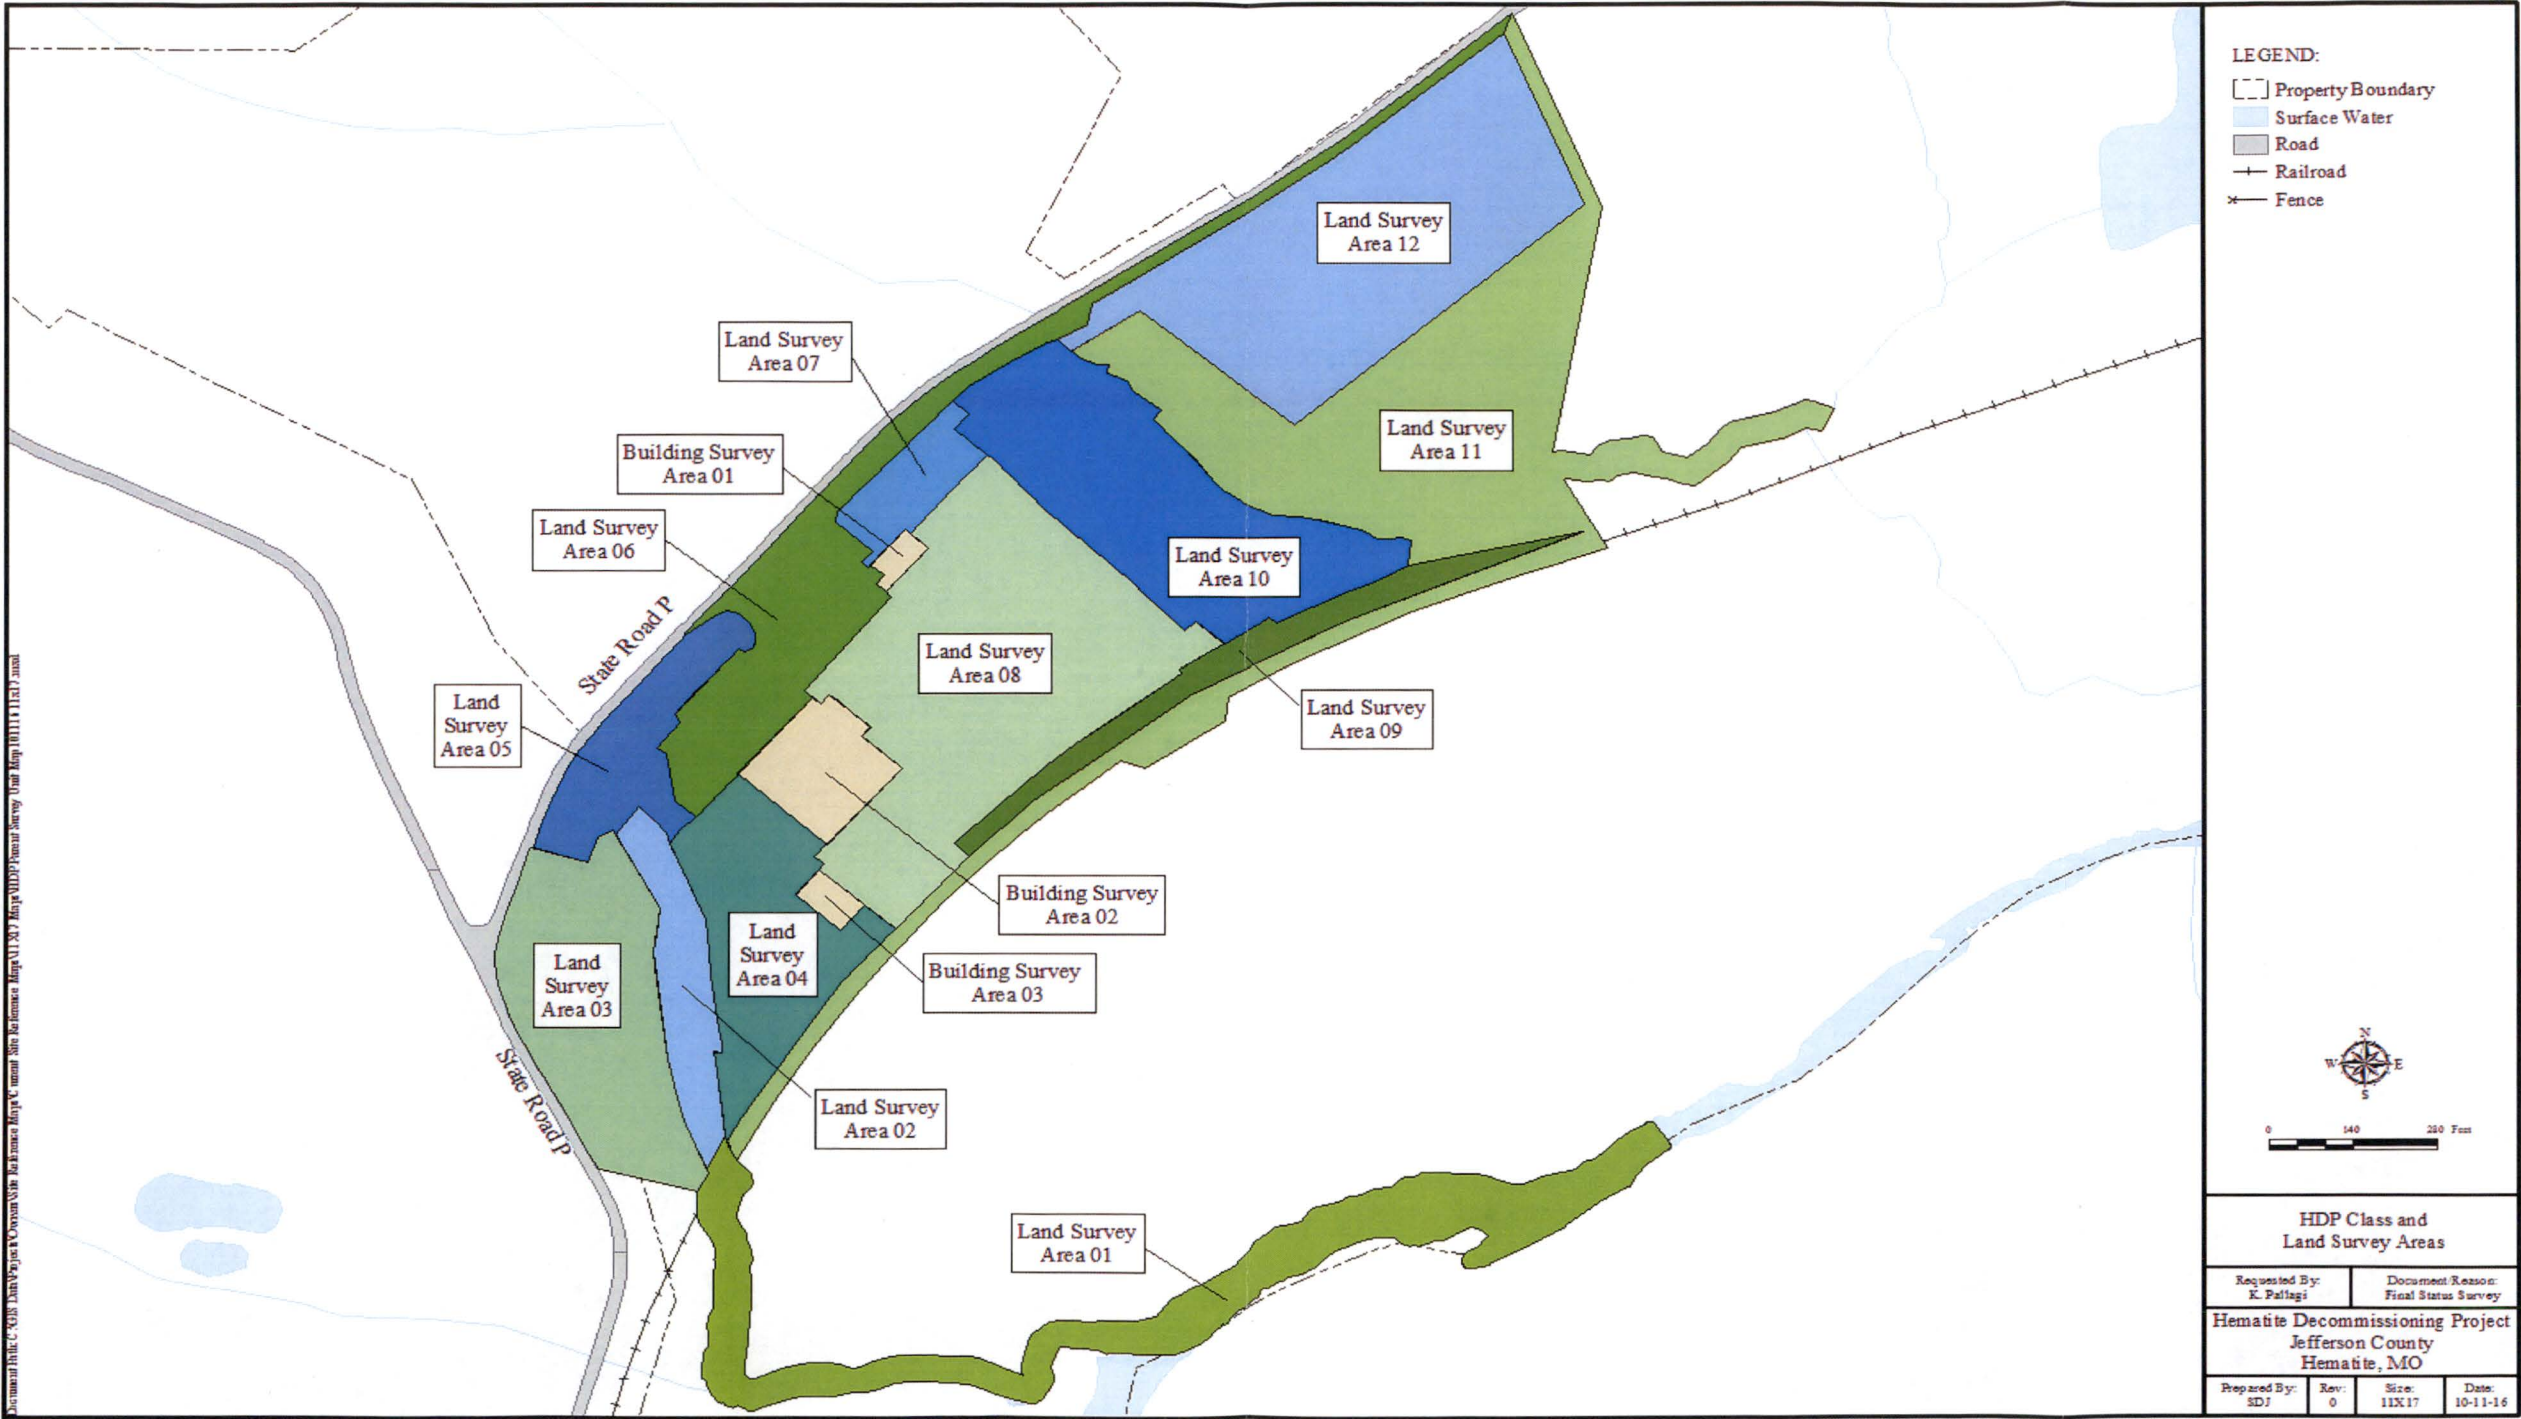 LEGEND:
Property Boundary
Surface Water
Road
Railroad
Fence
Land Survey
Area 12
Land Survey
Area 07
Building Survey
Area 01
Land Survey
Area 11
Land Survey
Area 06
Land Survey
Area 10
State Road P
Land Survey
Area 08
Land
Survey
Area 05
Land Survey
Area 09
Building Survey
Area 02
Land
Survey
Area 04
Land
Survey
Area 03
Building Survey
Area 03
State Road P
Land Survey
Area 02
Land Survey
Area 01
N
W
E
S
0 140 280 Feet
HDP Class and
Land Survey Areas
Requested By:
K. Pallagi
Document/Reason:
Final Status Survey
Hematite Decommissioning Project
Jefferson County
Hematite, MO
Prepared By:
SDJ
Rev:
0
Size:
11X17
Date:
10-11-16